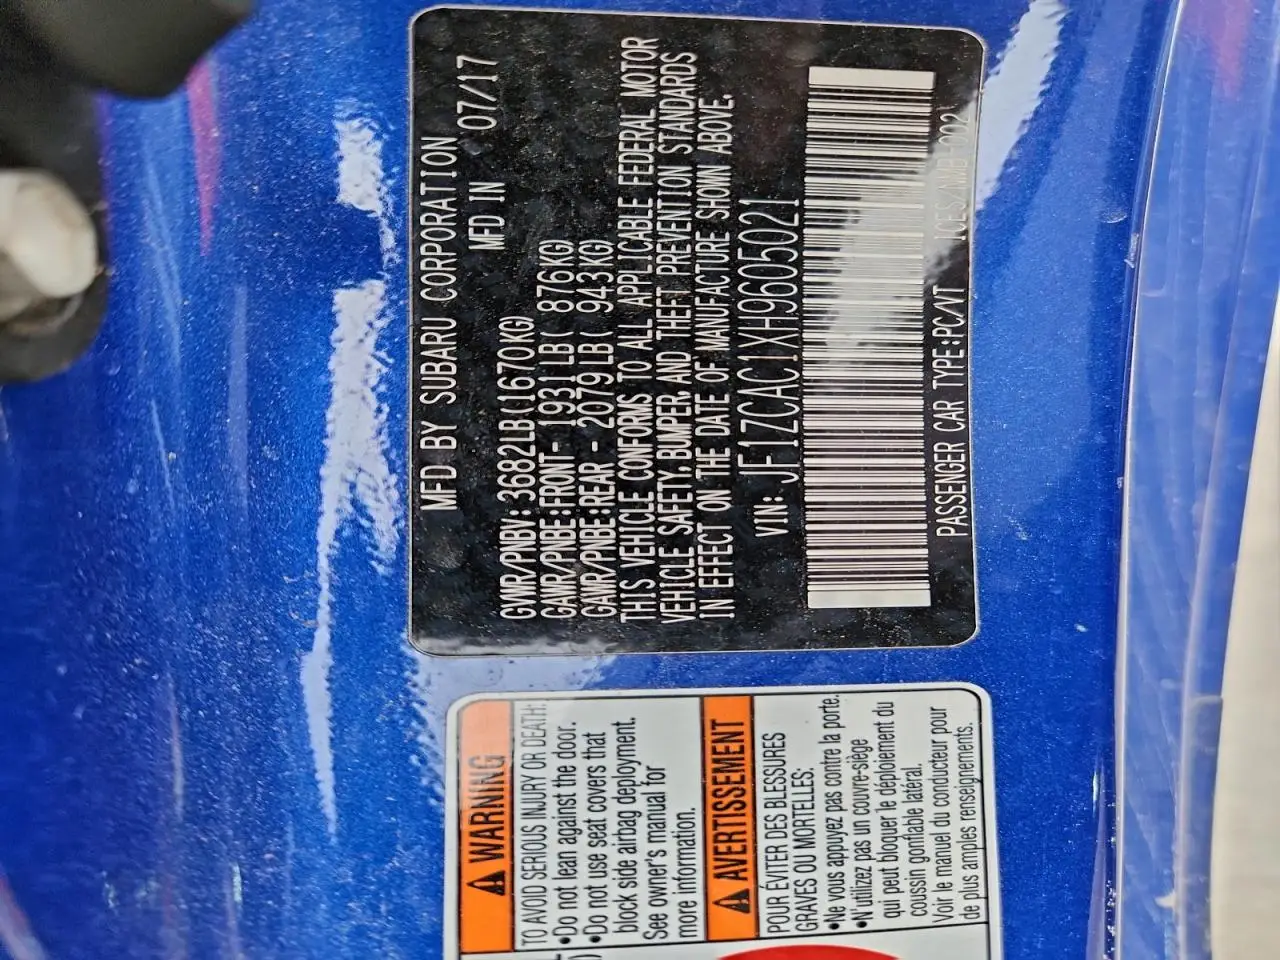 MFD BY SUBARU CORPORATION
MFD IN 07/17
GVWR/PNBV: 3682LB(1670KG)
GAWR/PNBE:FRONT- 1931LB( 876KG)
GAWR/PNBE:REAR - 2079LB( 943KG)
THIS VEHICLE CONFORMS TO ALL APPLICABLE FEDERAL MOTOR
VEHICLE SAFETY, BUMPER, AND THEFT PREVENTION STANDARDS
IN EFFECT ON THE DATE OF MANUFACTURE SHOWN ABOVE.
VIN: JF1ZCAC1XH9605021
PASSENGER CAR TYPE:PC/VT
WARNING
TO AVOID SERIOUS INJURY OR DEATH:
•Do not lean against the door.
•Do not use seat covers that
block side airbag deployment.
See owner's manual for
more information.
AVERTISSEMENT
POUR ÉVITER DES BLESSURES
GRAVES OU MORTELLES:
•Ne vous appuyez pas contre la porte.
•N'utilizez pas un couvre-siège
qui peut bloquer le déploiement du
coussin gonflable latéral.
Voir le manuel du conducteur pour
de plus amples renseignements.